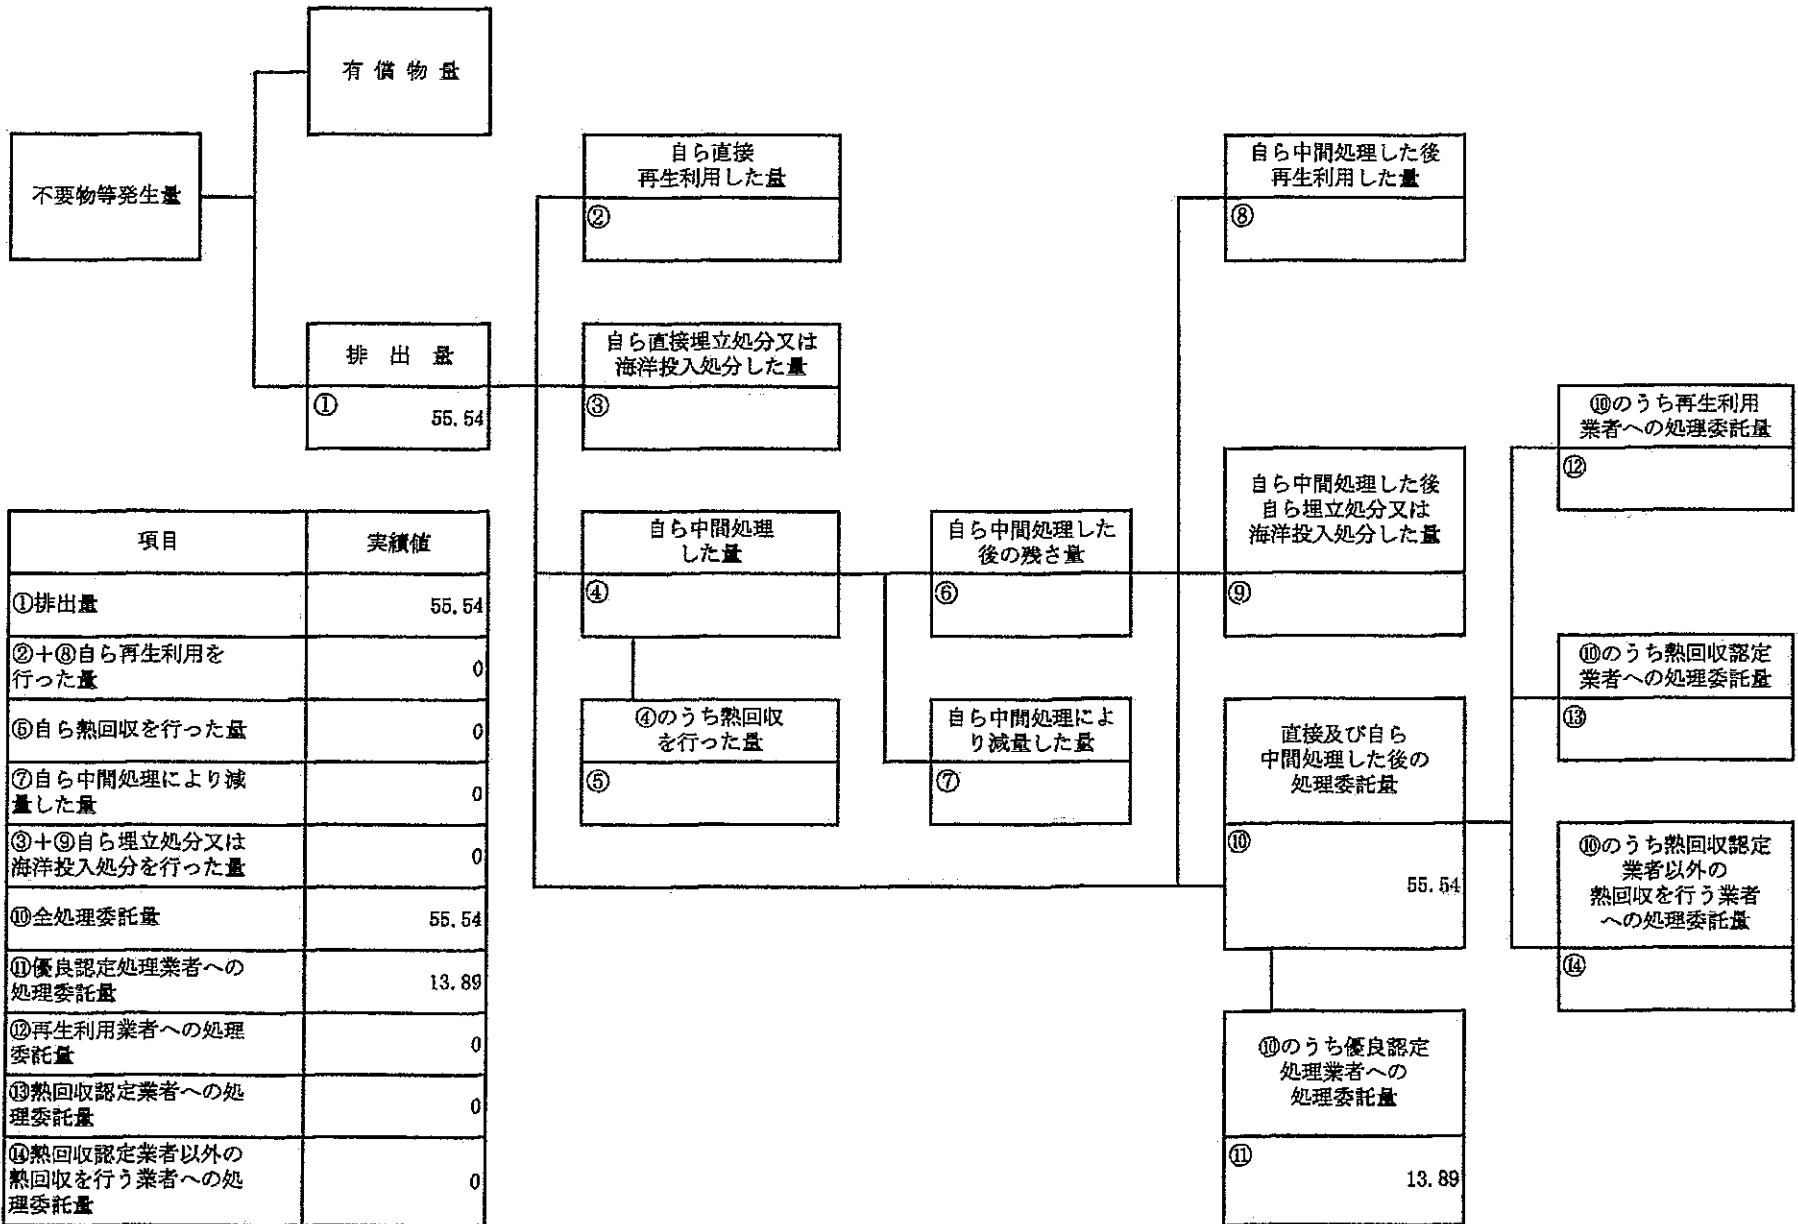 有償物量
不要物等発生量
自ら直接
再生利用した量
②
自ら中間処理した後
再生利用した量
⑧
排出量
①
55.54
自ら直接埋立処分又は
海洋投入処分した量
③
⑩のうち再生利用
業者への処理委託量
⑫
自ら中間処理した後
自ら埋立処分又は
海洋投入処分した量
⑨
自ら中間処理
した量
④
自ら中間処理した
後の残さ量
⑥
④のうち熱回収
を行った量
⑤
自ら中間処理によ
り減量した量
⑦
直接及び自ら
中間処理した後の
処理委託量
⑩
55.54
⑩のうち熱回収認定
業者への処理委託量
⑬
⑩のうち熱回収認定
業者以外の
熱回収を行う業者
への処理委託量
⑭
⑩のうち優良認定
処理業者への
処理委託量
⑪
13.89
項目 実績値
①排出量 55.54
②+⑧自ら再生利用を
行った量 0
⑤自ら熱回収を行った量 0
⑦自ら中間処理により減
量した量 0
③+⑨自ら埋立処分又は
海洋投入処分を行った量 0
⑩全処理委託量 55.54
⑪優良認定処理業者への
処理委託量 13.89
⑫再生利用業者への処理
委託量 0
⑬熱回収認定業者への処
理委託量 0
⑭熱回収認定業者以外の
熱回収を行う業者への処
理委託量 0